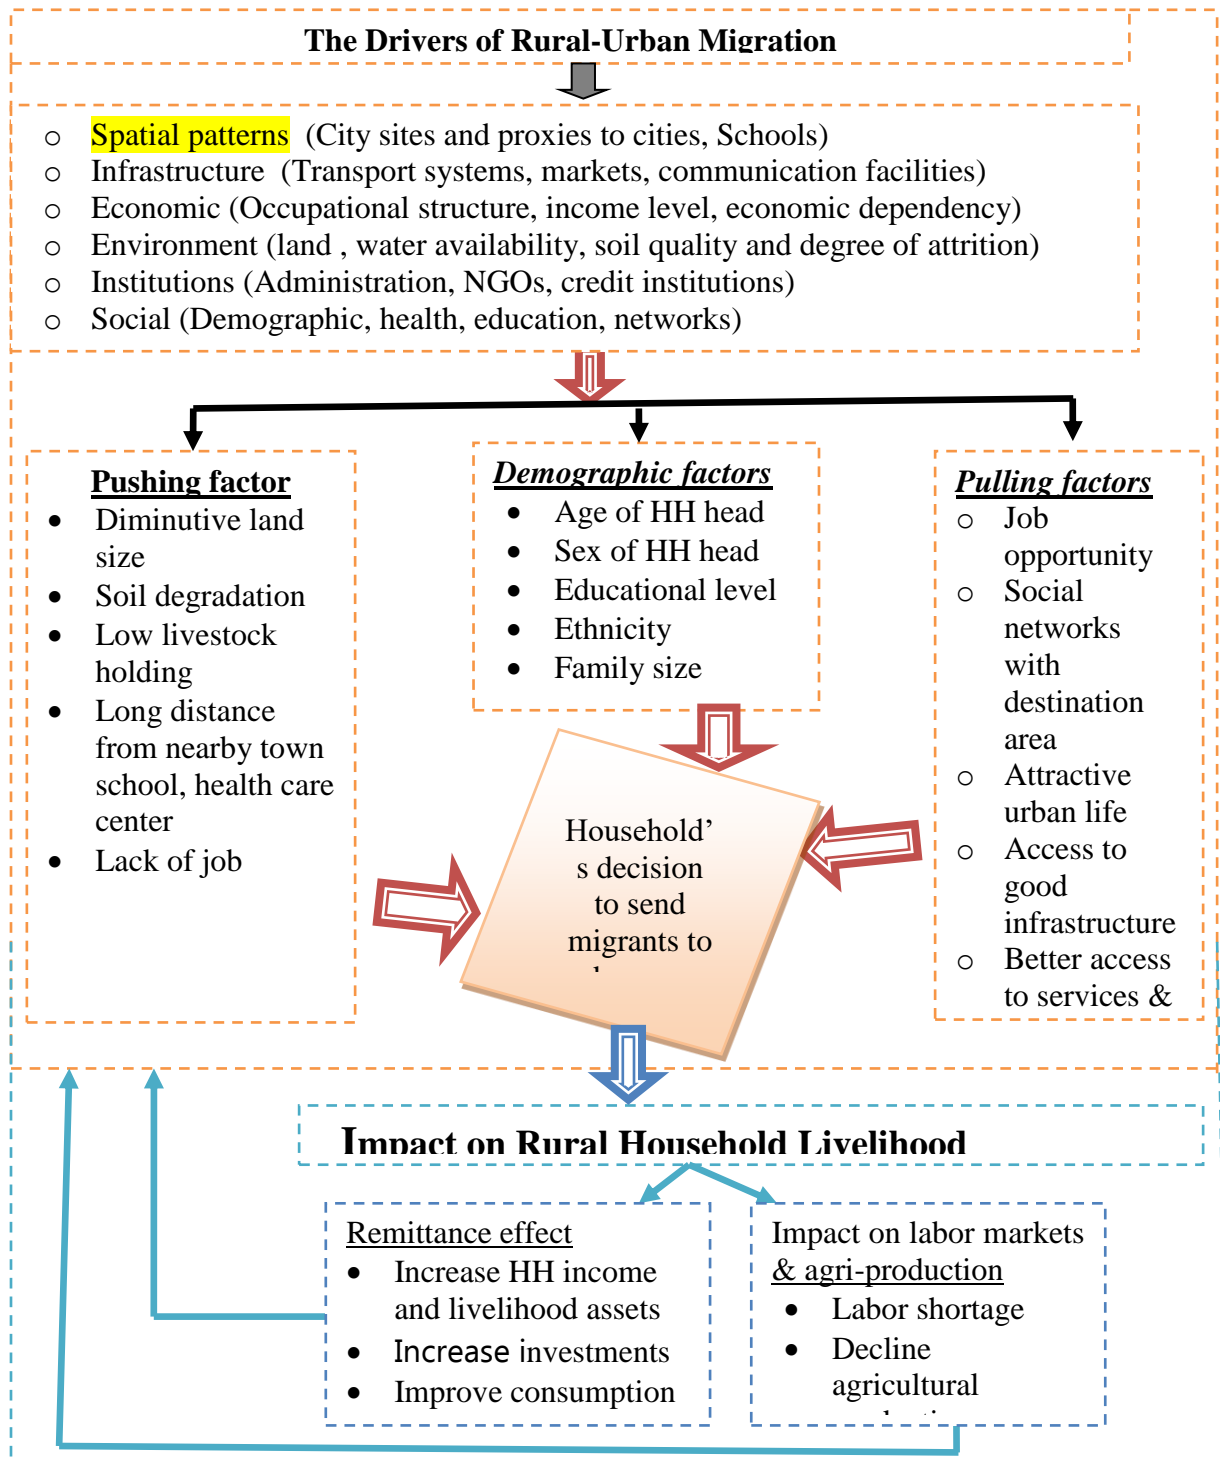 The Drivers of Rural-Urban Migration
o Spatial patterns (City sites and proxies to cities, Schools)
o Infrastructure (Transport systems, markets, communication facilities)
o Economic (Occupational structure, income level, economic dependency)
o Environment (land , water availability, soil quality and degree of attrition)
o Institutions (Administration, NGOs, credit institutions)
o Social (Demographic, health, education, networks)
Pushing factor
• Diminutive land
size
• Soil degradation
• Low livestock
holding
• Long distance
from nearby town
school, health care
center
• Lack of job
Demographic factors
• Age of HH head
• Sex of HH head
• Educational level
• Ethnicity
• Family size
Pulling factors
o Job
opportunity
o Social
networks
with
destination
area
o Attractive
urban life
o Access to
good
infrastructure
o Better access
to services &
Household’
s decision
to send
migrants to
Impact on Rural Household Livelihood
Remittance effect
• Increase HH income
and livelihood assets
• Increase investments
• Improve consumption
Impact on labor markets
& agri-production
• Labor shortage
• Decline
agricultural